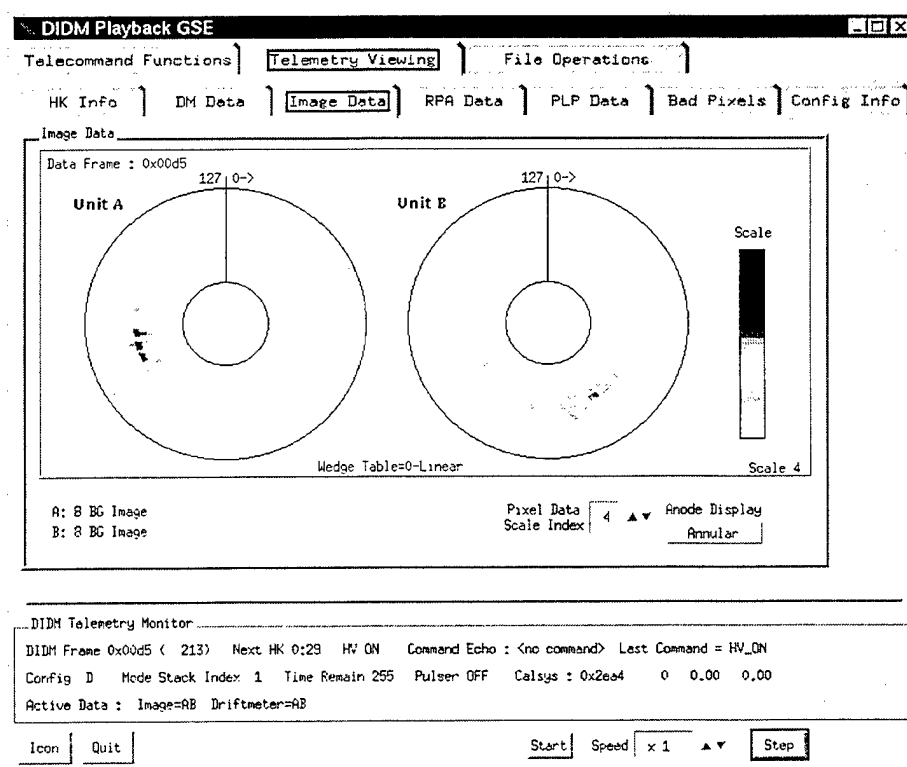 DIDM Playback GSE
Telecommand Functions Telemetry Viewing File Operations
HK Info DM Data Image Data RPA Data PLP Data Bad Pixels Config Info
Image Data
Data Frame : 0x00d5
127 0-> 127 0->
Unit A Unit B
Scale
Wedge Table=0-Linear
Scale 4
A: 8 BG Image
B: 8 BG Image
Pixel Data
Scale Index 4 ▲▼
Anode Display
Annular
DIDM Telemetry Monitor
DIDM Frame 0x00d5 ( 213) Next HK 0:29 HV ON Command Echo : <no command> Last Command = HV_ON
Config D Mode Stack Index 1 Time Remain 255 Pulser OFF Calsys : 0x2ea4 0 0.00 0.00
Active Data : Image=AB Driftmeter=AB
Icon Quit Start Speed x 1 ▲▼ Step